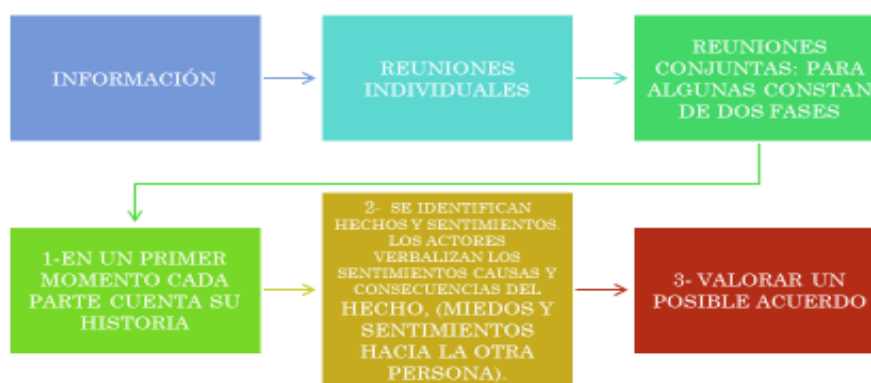 INFORMACIÓN
REUNIONES
INDIVIDUALES
REUNIONES
CONJUNTAS: PARA
ALGUNAS CONSTAN
DE DOS FASES
1-EN UN PRIMER
MOMENTO CADA
PARTE CUENTA SU
HISTORIA
2- SE IDENTIFICAN
HECHOS Y SENTIMIENTOS.
LOS ACTORES
VERBALIZAN LOS
SENTIMIENTOS CAUSAS Y
CONSECUENCIAS DEL
HECHO, (MIEDOS Y
SENTIMIENTOS
HACIA LA OTRA
PERSONA).
3- VALORAR UN
POSIBLE ACUERDO